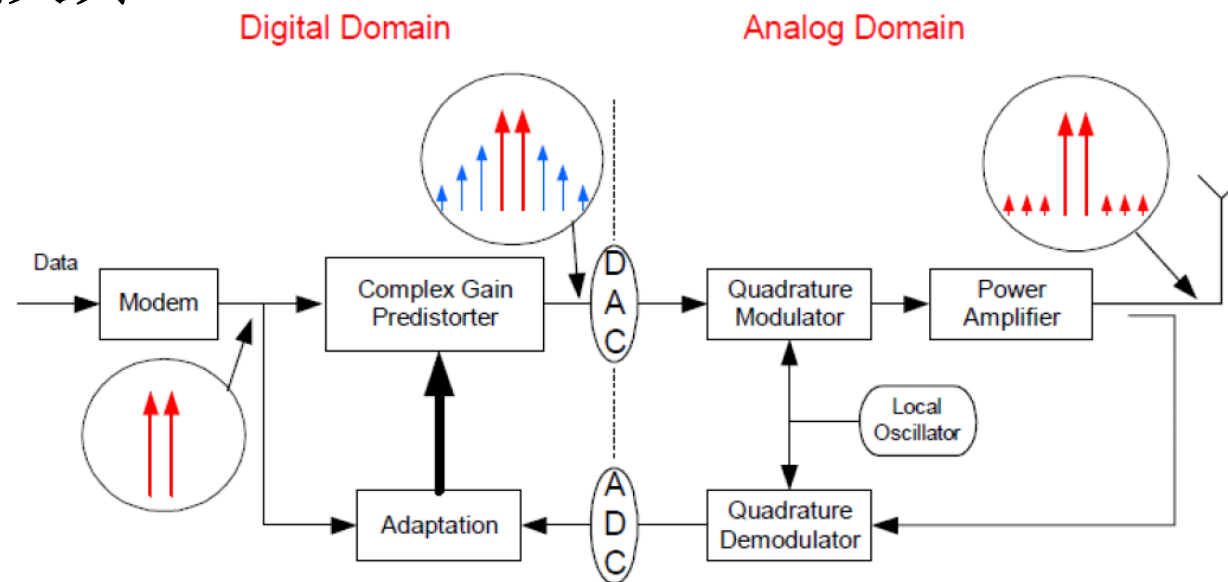 Digital Domain
Analog Domain
Data
Modem
Complex Gain
Predistorter
D
A
C
Quadrature
Modulator
Power
Amplifier
Local
Oscillator
Adaptation
A
D
C
Quadrature
Demodulator